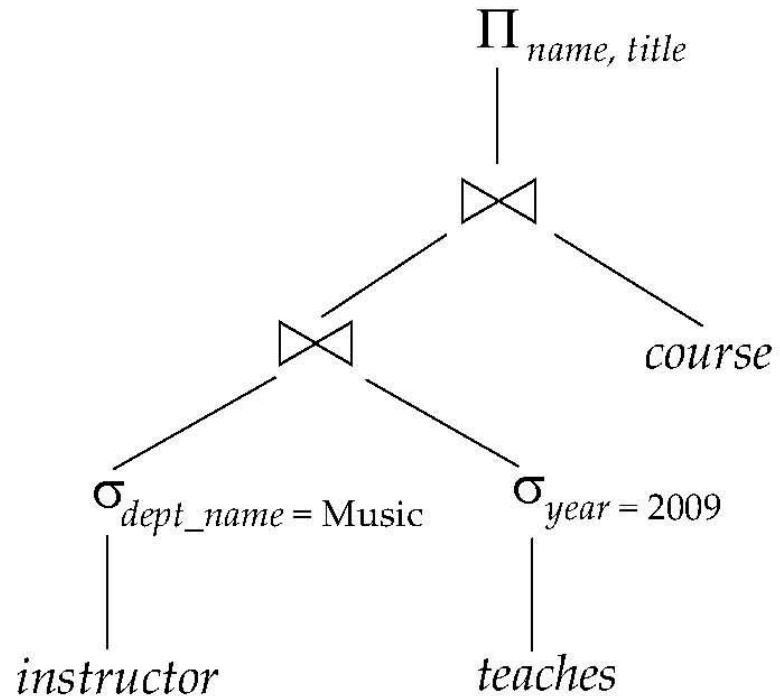 Π name, title
⋈
⋈
course
σ dept_name = Music
σ year = 2009
instructor
teaches